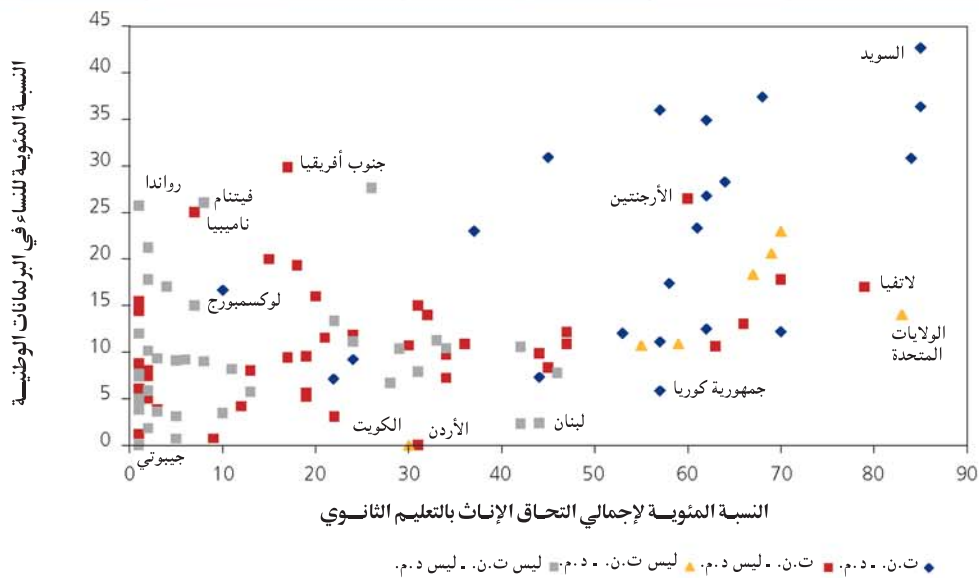 النسبة المئوية للنساء في البرلمانات الوطنية
45
40
35
30
25
20
15
10
5
0
السويد
جنوب أفريقيا
رواندا
فيتنام
ناميبيا
الأرجنتين
لوكسمبورج
لاتفيا
الولايات
المتحدة
جمهورية كوريا
الكويت
الأردن
لبنان
جيبوتي
0 10 20 30 40 50 60 70 80 90
النسبة المئوية لإجمالي التحاق الإناث بالتعليم الثانوي
ت.ن. - د.م. ت.ن. - ليس د.م. ليس ت.ن. - د.م. ليس ت.ن. - ليس د.م.